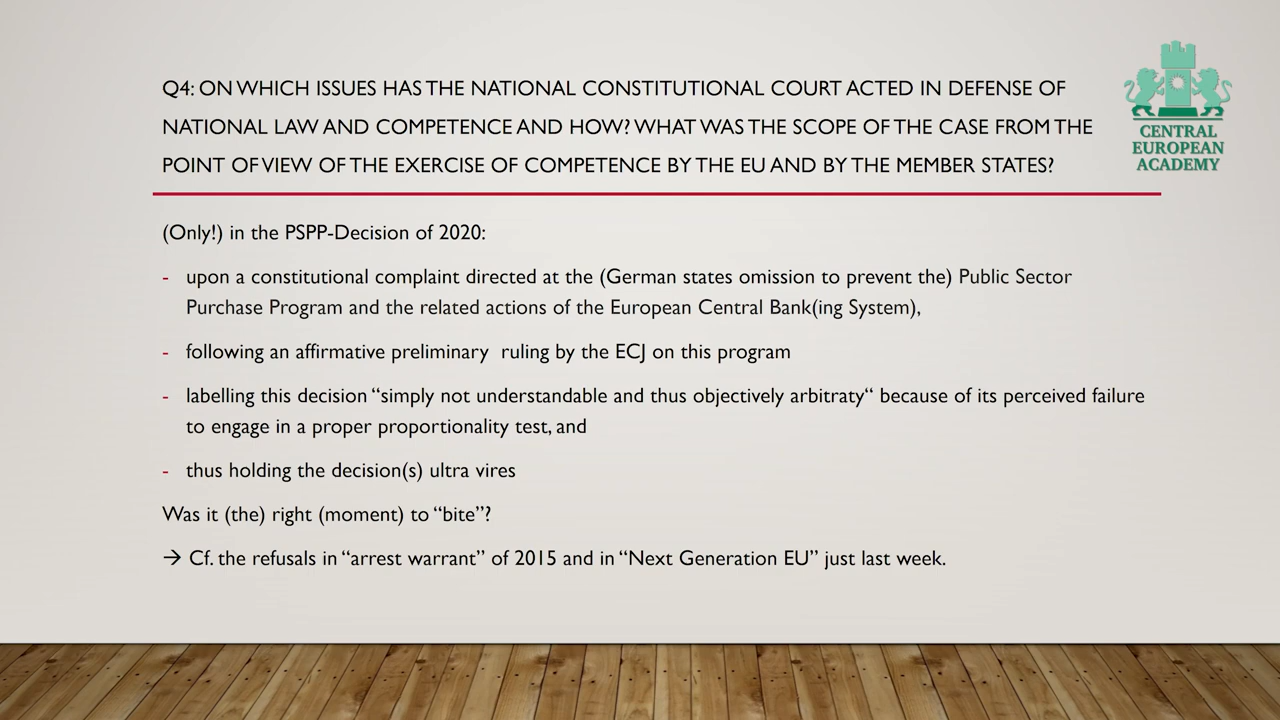 Q4: ON WHICH ISSUES HAS THE NATIONAL CONSTITUTIONAL COURT ACTED IN DEFENSE OF
NATIONAL LAW AND COMPETENCE AND HOW? WHAT WAS THE SCOPE OF THE CASE FROM THE
POINT OF VIEW OF THE EXERCISE OF COMPETENCE BY THE EU AND BY THE MEMBER STATES?
CENTRAL
EUROPEAN
ACADEMY
(Only!) in the PSPP-Decision of 2020:
- upon a constitutional complaint directed at the (German states omission to prevent the) Public Sector
Purchase Program and the related actions of the European Central Bank(ing System),
- following an affirmative preliminary ruling by the ECJ on this program
- labelling this decision “simply not understandable and thus objectively arbitraty“ because of its perceived failure
to engage in a proper proportionality test, and
- thus holding the decision(s) ultra vires
Was it (the) right (moment) to “bite”?
→ Cf. the refusals in “arrest warrant” of 2015 and in “Next Generation EU” just last week.